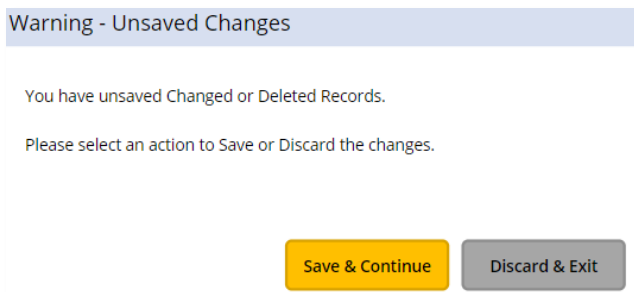 Warning - Unsaved Changes
You have unsaved Changed or Deleted Records.
Please select an action to Save or Discard the changes.
Save & Continue
Discard & Exit